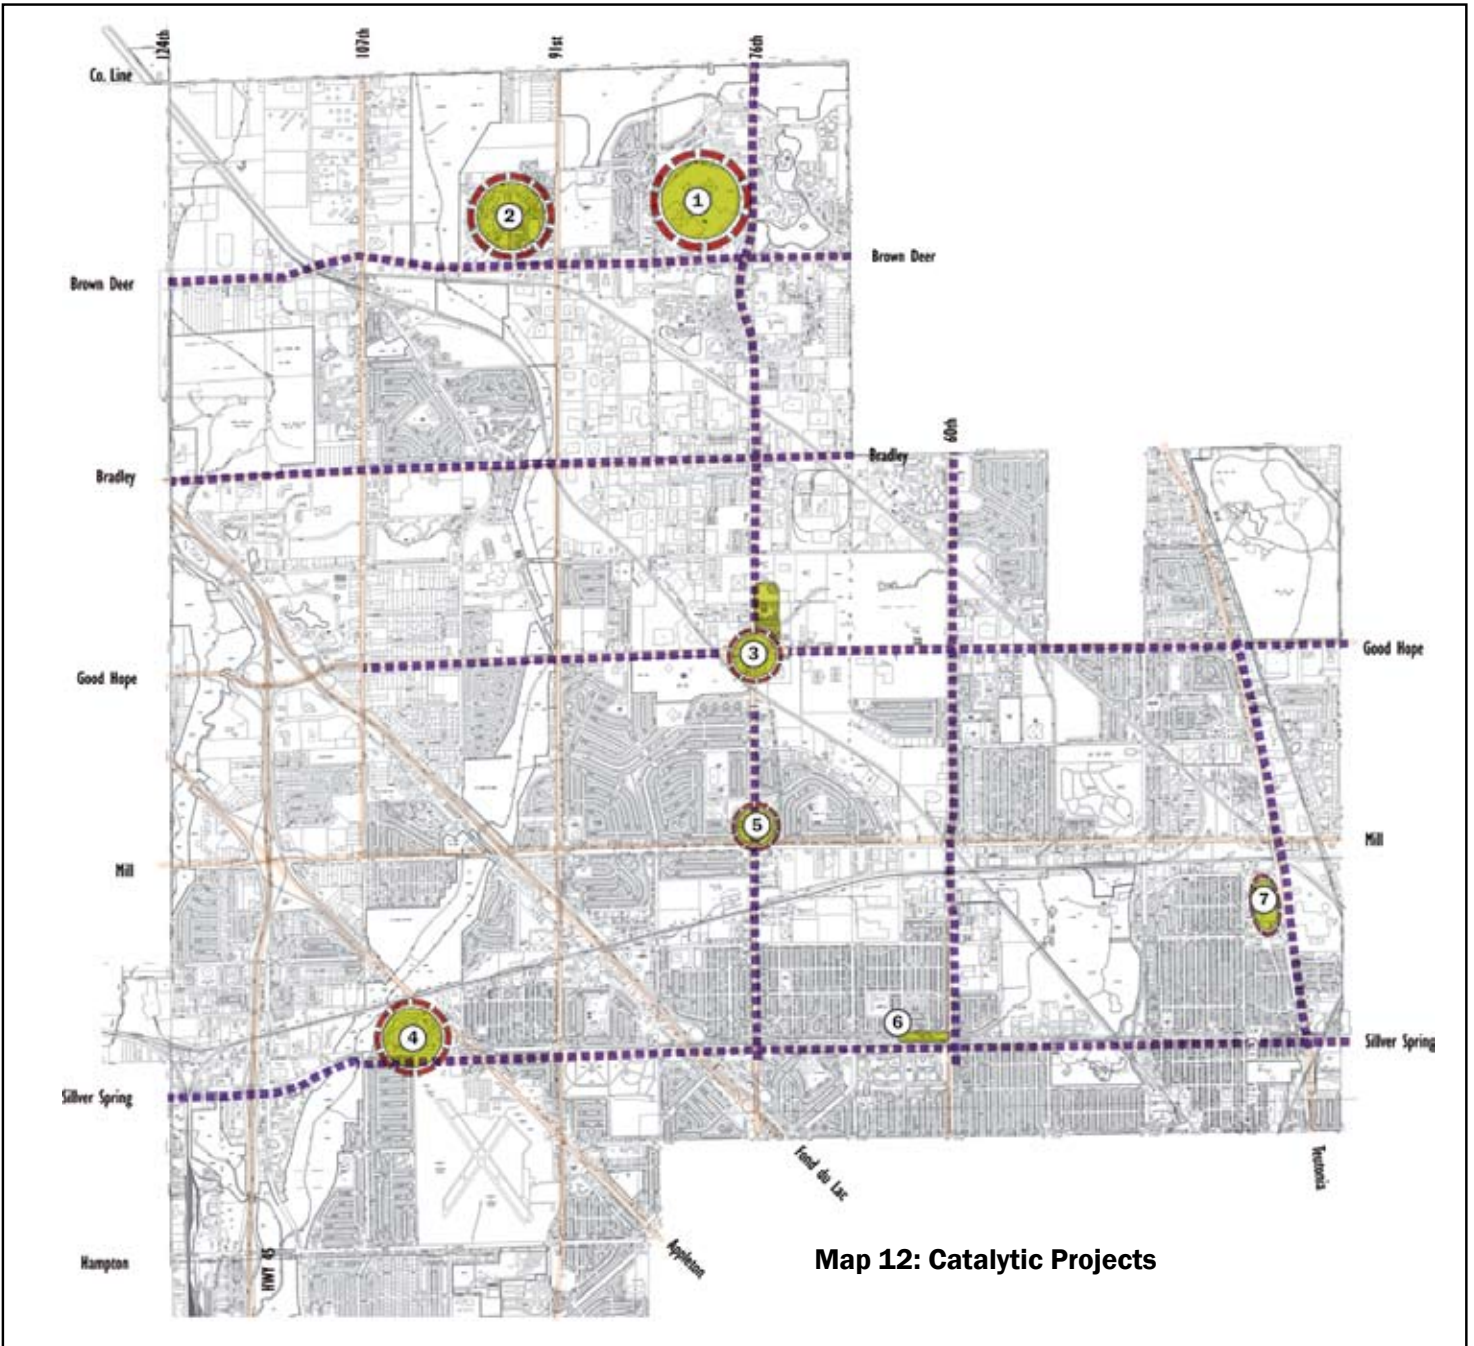 124th
107th
91st
76th
Co. Line
1
2
Brown Deer
Brown Deer
60th
Bradley
Bradley
3
Good Hope
Good Hope
5
Mill
Mill
7
6
4
Sillver Spring
Sillver Spring
Fond du Lac
Teutonia
Appleton
Hampton
HWY 45
Map 12: Catalytic Projects